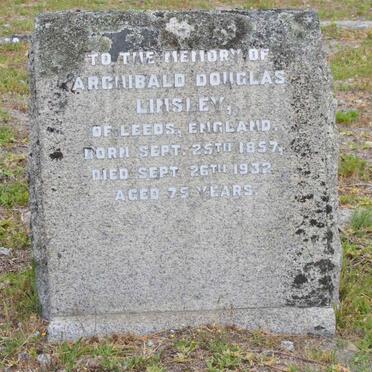 TO THE MEMORY OF
ARCHIBALD DOUGLAS
LINSLEY,
OF LEEDS, ENGLAND.
BORN SEPT. 25TH 1857,
DIED SEPT. 26TH 1932
AGED 75 YEARS.